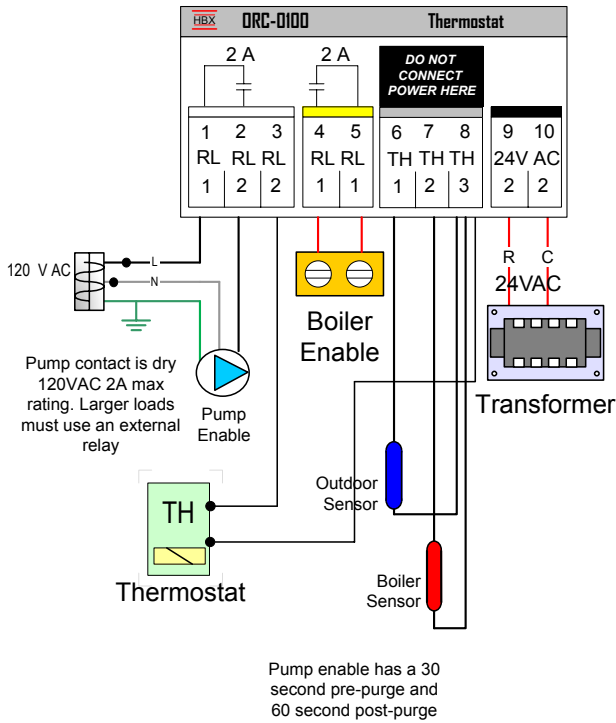 HBX ORC-0100 Thermostat
2 A 2 A
DO NOT
CONNECT
POWER HERE
1 2 3 4 5 6 7 8 9 10
RL RL RL RL RL TH TH TH 24V AC
1 2 2 1 1 1 2 3 2 2
120 V AC
L
N
R C
24VAC
Boiler
Enable
Transformer
Pump contact is dry
120VAC 2A max
rating. Larger loads
must use an external
relay
Pump
Enable
Outdoor
Sensor
TH
Thermostat
Boiler
Sensor
Pump enable has a 30
second pre-purge and
60 second post-purge